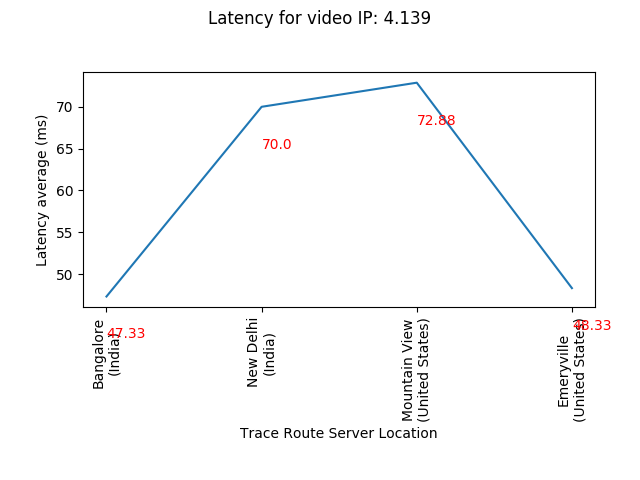 Latency for video IP: 4.139
Latency average (ms)
70
65
60
55
50
70.0
72.88
47.33
48.33
Bangalore
(India)
New Delhi
(India)
Mountain View
(United States)
Emeryville
(United States)
Trace Route Server Location